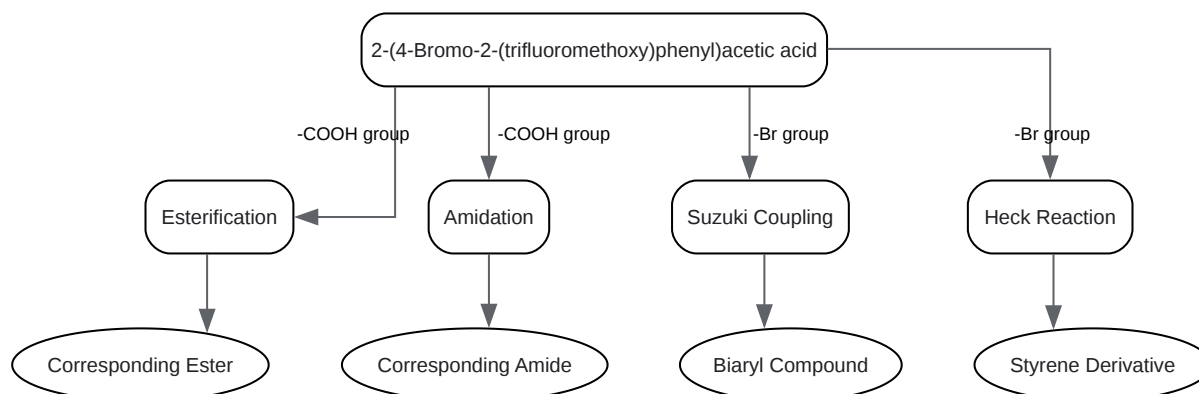 2-(4-Bromo-2-(trifluoromethoxy)phenyl)acetic acid
-COOH group
-COOH group
-Br group
-Br group
Esterification
Amidation
Suzuki Coupling
Heck Reaction
Corresponding Ester
Corresponding Amide
Biaryl Compound
Styrene Derivative